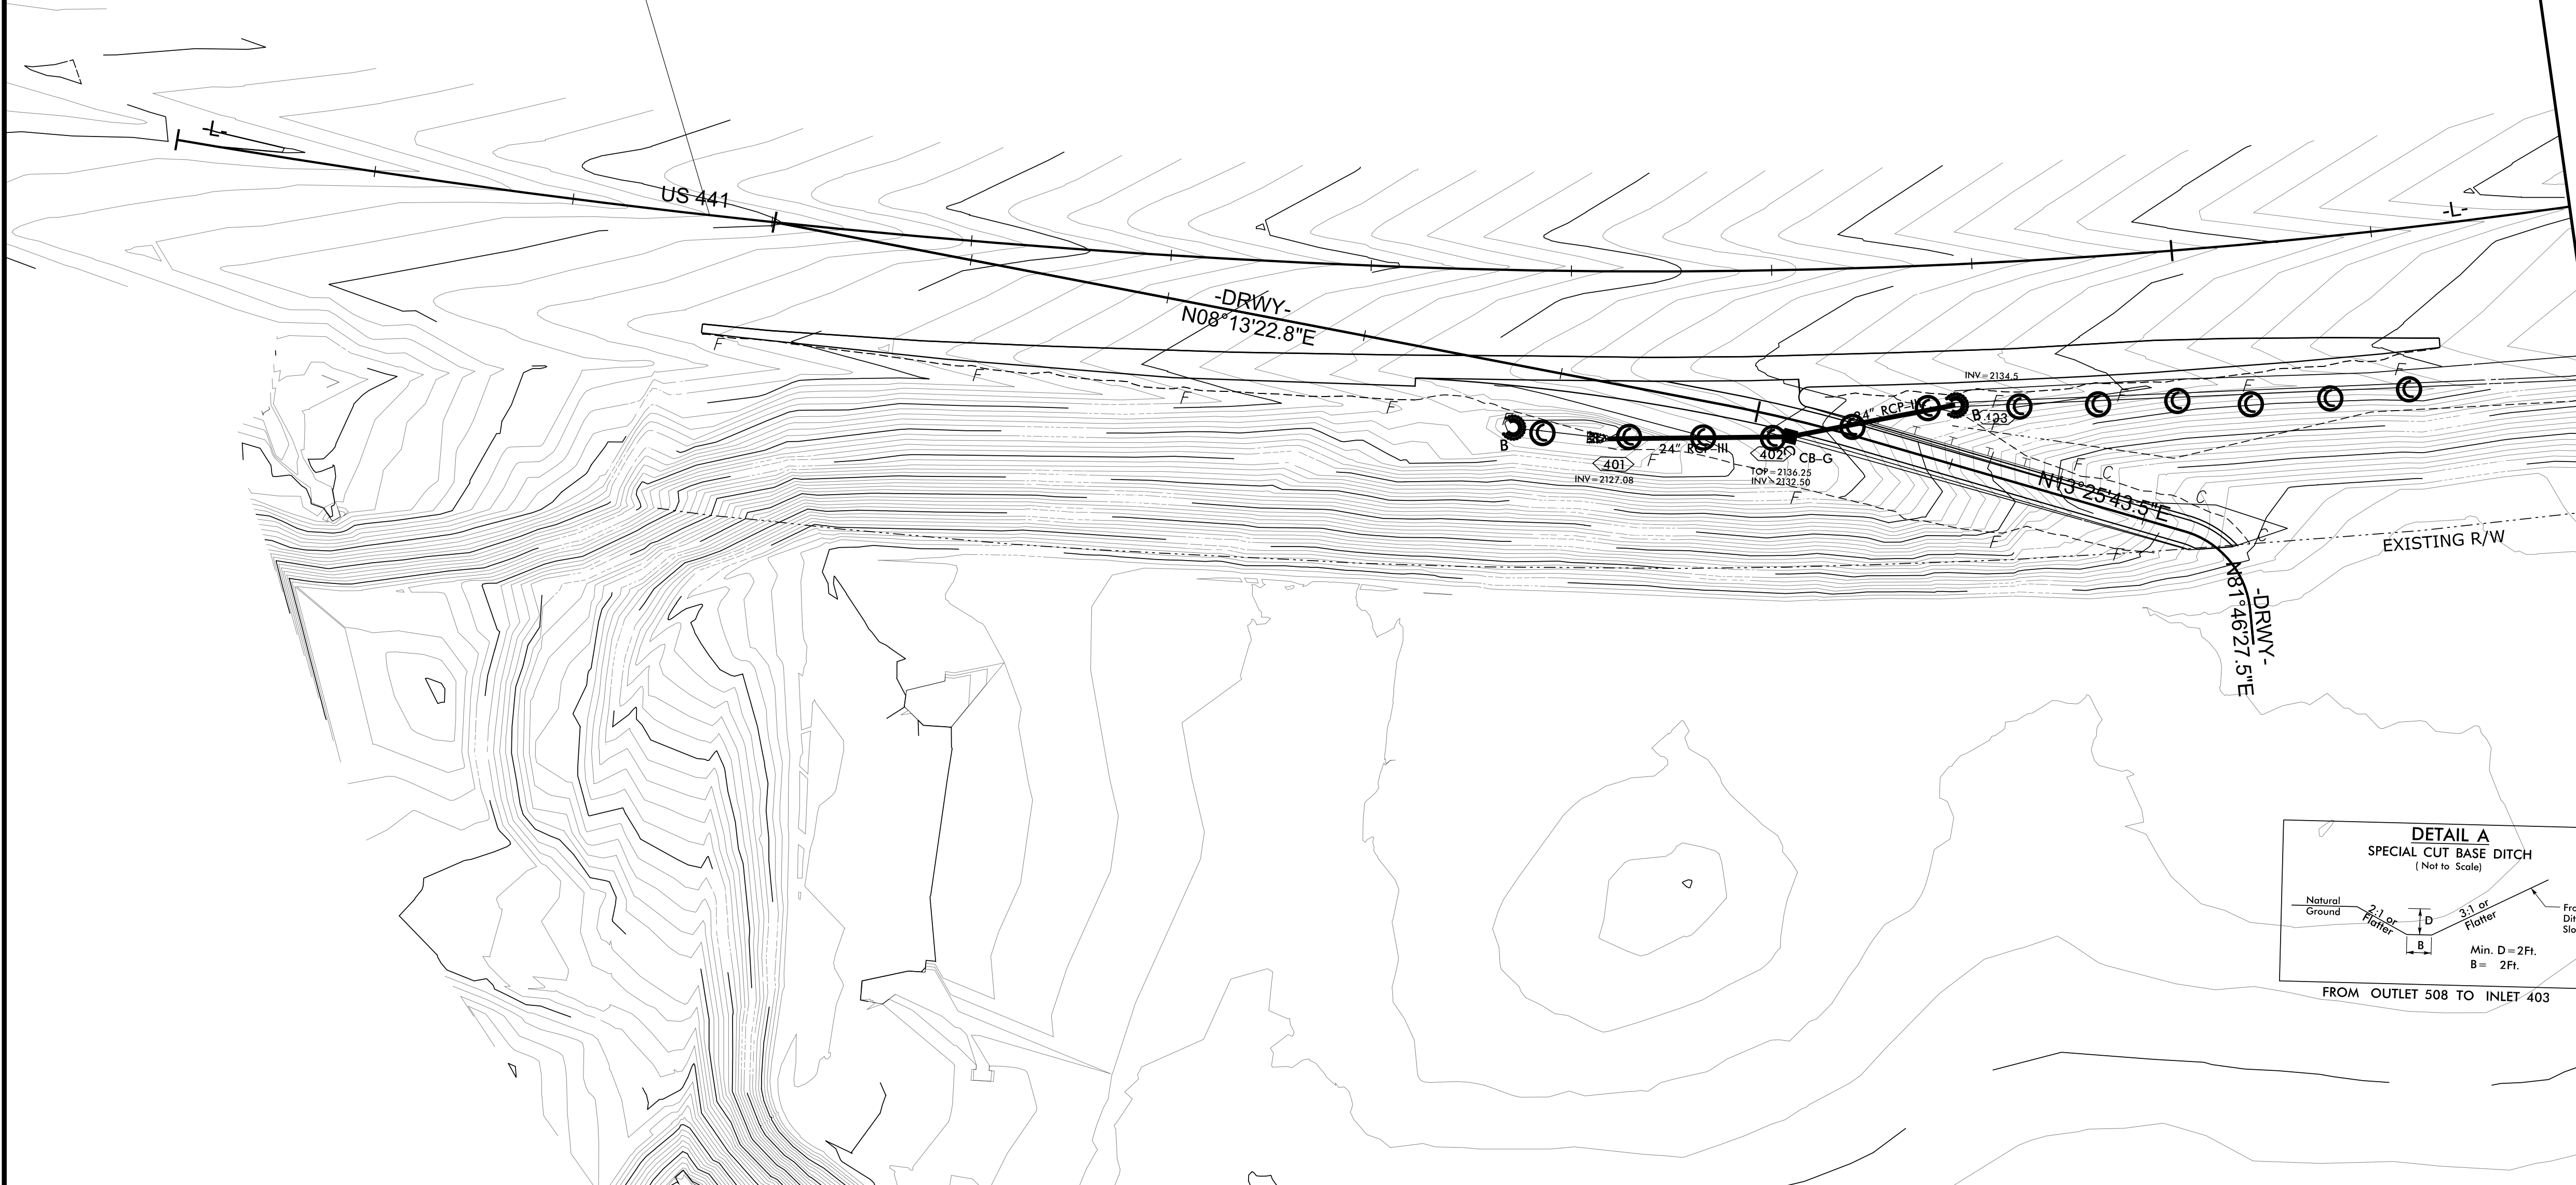 -L-
US 441
-L-
-DRWY-
N08°13'22.8"E
F
F
F
F
F
F
F
INV=2134.5
24" RCP-III
B
B
24" RCP-III
401
INV=2127.08
402
CB-G
TOP=2136.25
INV=2132.50
F
F
F
C
C
C
N13°25'43.5"E
F
F
EXISTING R/W
-DRWY-
N81°46'27.5"E
DETAIL A
SPECIAL CUT BASE DITCH
( Not to Scale)
Natural
Ground
2:1 or
Flatter
D
B
3:1 or
Flatter
Min. D=2Ft.
B= 2Ft.
FROM OUTLET 508 TO INLET 403